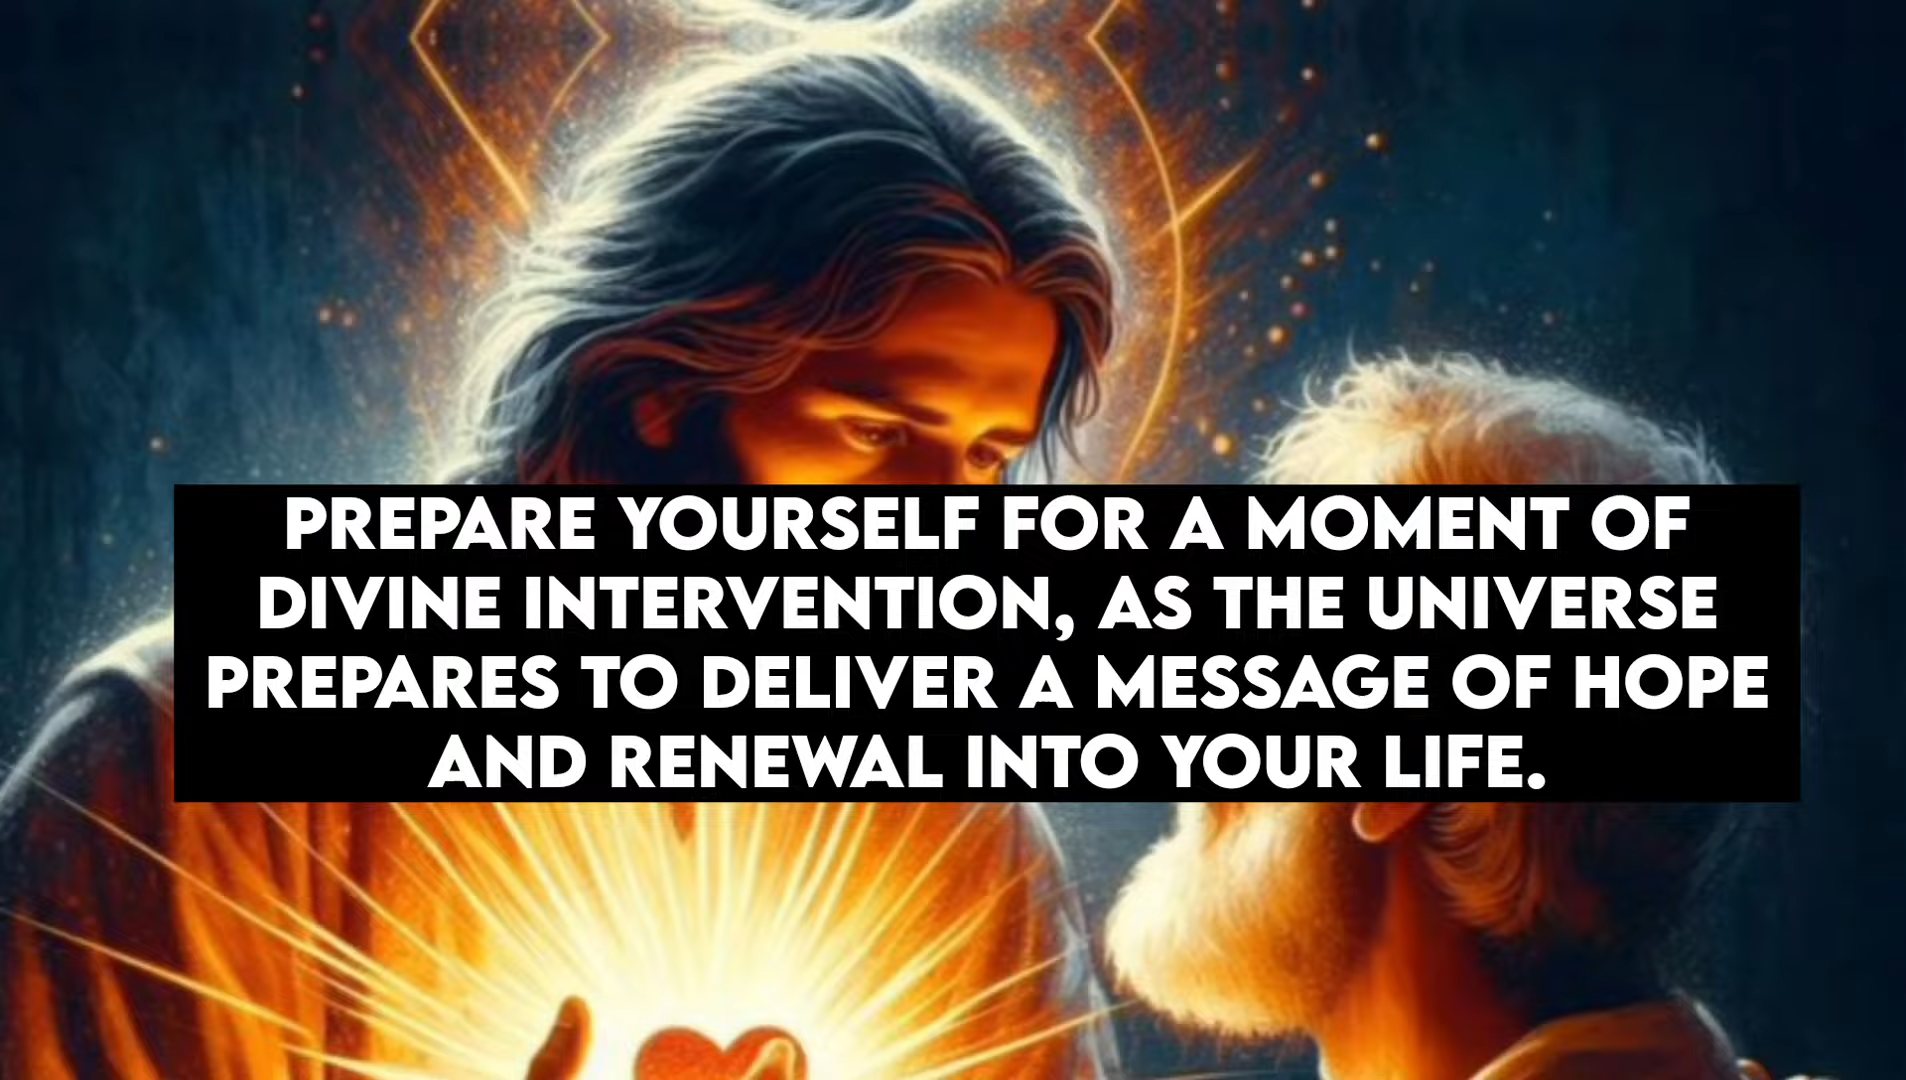 PREPARE YOURSELF FOR A MOMENT OF
DIVINE INTERVENTION, AS THE UNIVERSE
PREPARES TO DELIVER A MESSAGE OF HOPE
AND RENEWAL INTO YOUR LIFE.